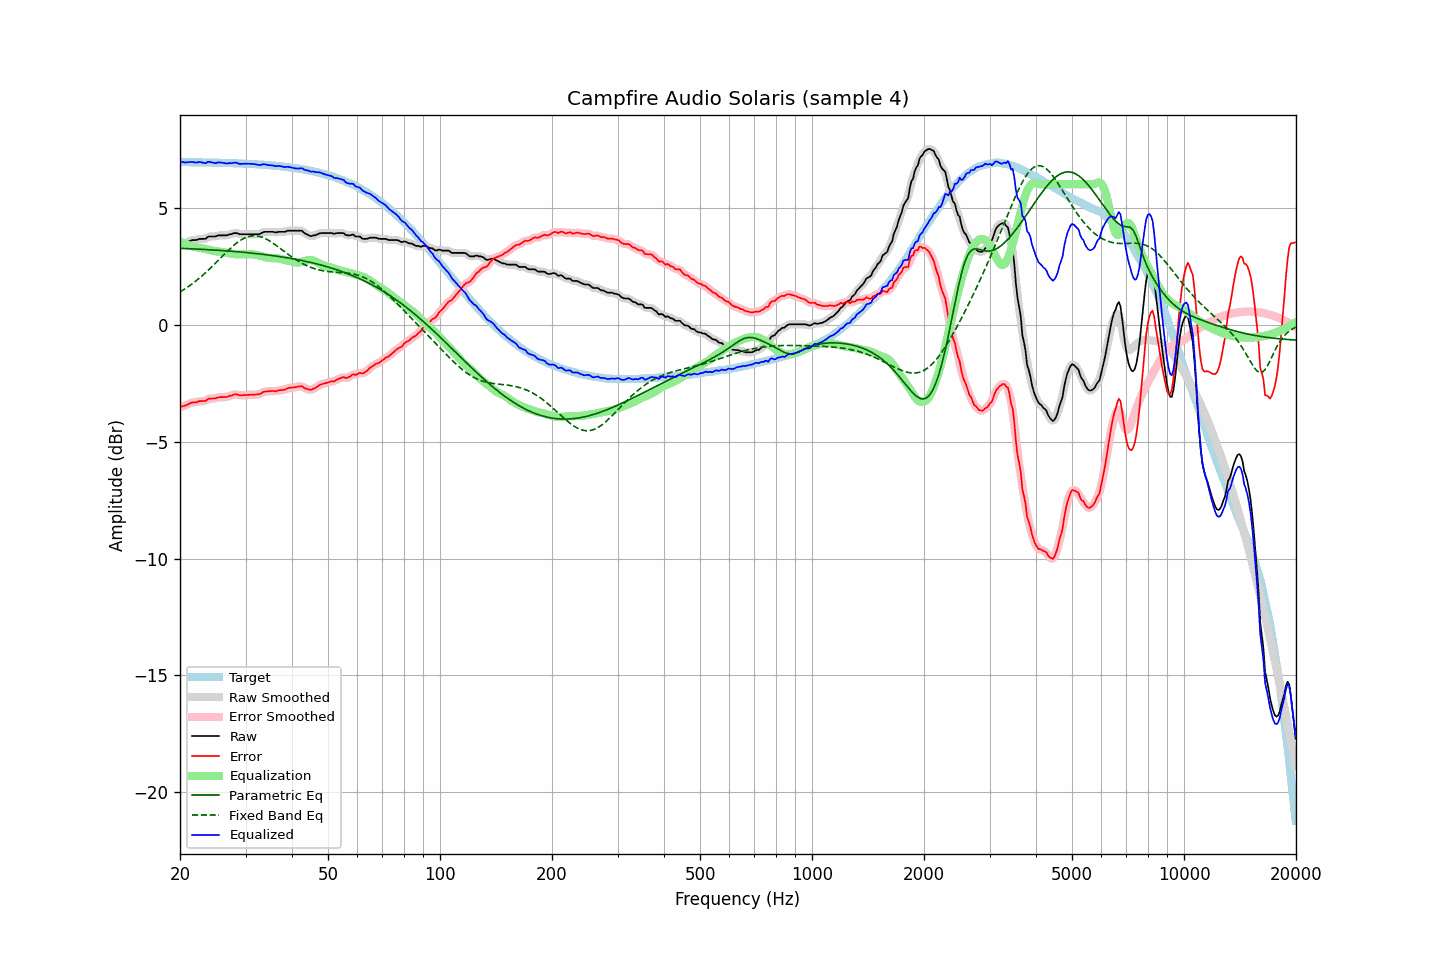 Campfire Audio Solaris (sample 4)
Amplitude (dBr)
5
0
−5
−10
−15
−20
Target
Raw Smoothed
Error Smoothed
Raw
Error
Equalization
Parametric Eq
Fixed Band Eq
Equalized
20 50 100 200 500 1000 2000 5000 10000 20000
Frequency (Hz)